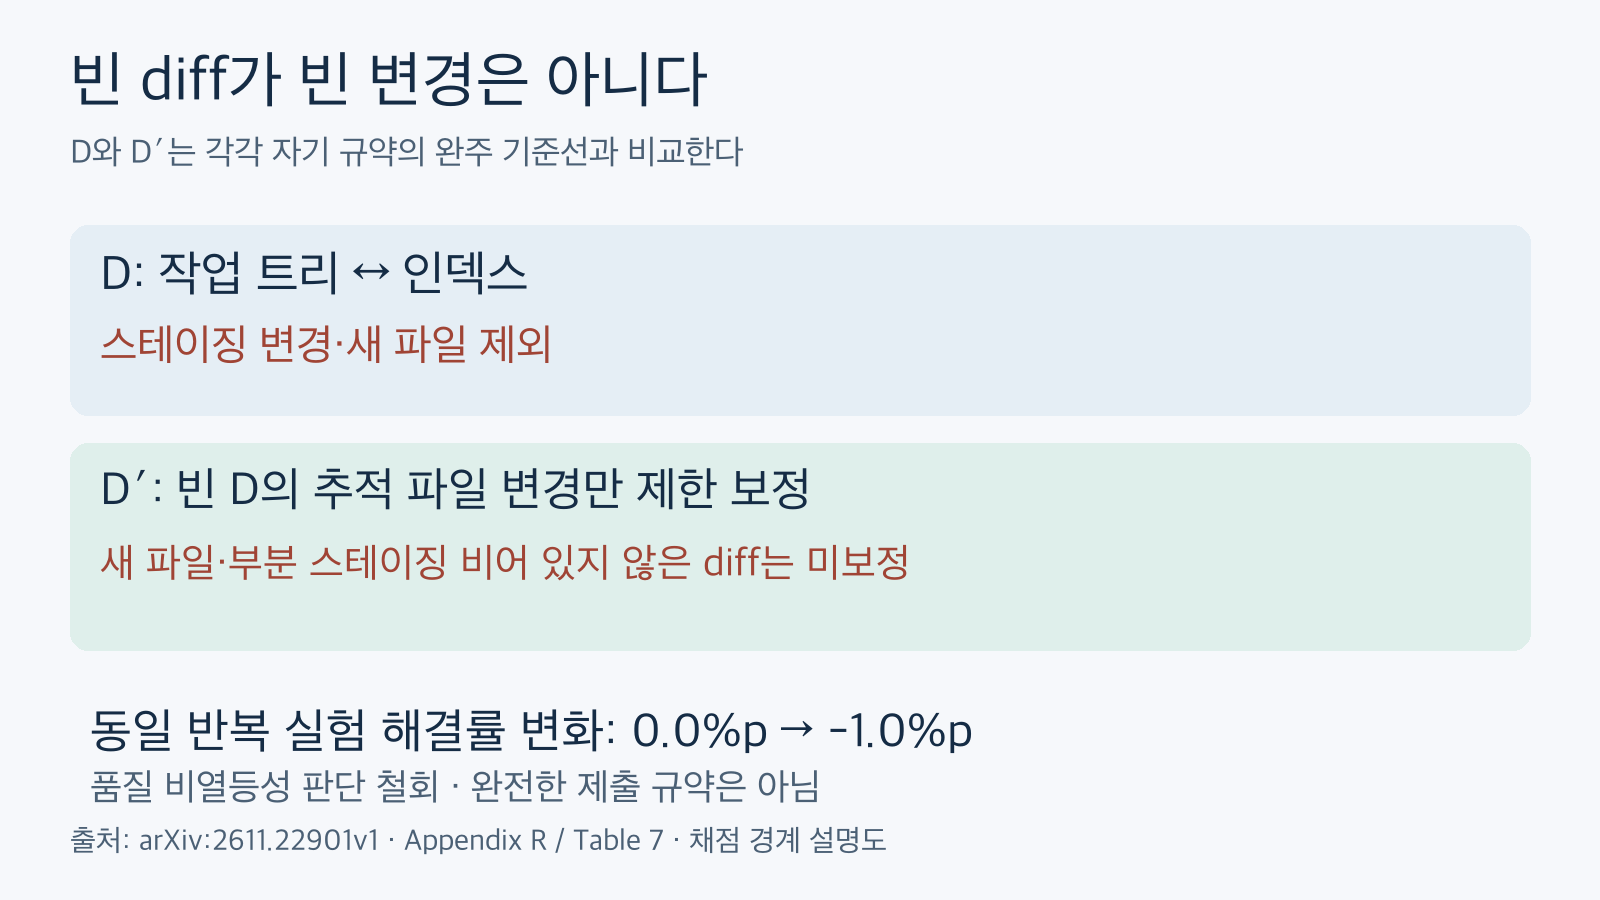 빈 diff가 빈 변경은 아니다
D와 D′는 각각 자기 규약의 완주 기준선과 비교한다
D: 작업 트리 ↔ 인덱스
스테이징 변경·새 파일 제외
D′: 빈 D의 추적 파일 변경만 제한 보정
새 파일·부분 스테이징 비어 있지 않은 diff는 미보정
동일 반복 실험 해결률 변화: 0.0%p → -1.0%p
품질 비열등성 판단 철회 · 완전한 제출 규약은 아님
출처: arXiv:2611.22901v1 · Appendix R / Table 7 · 채점 경계 설명도